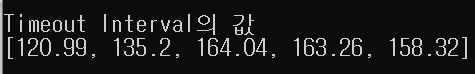 Timeout Interval의 값
[120.99, 135.2, 164.04, 163.26, 158.32]